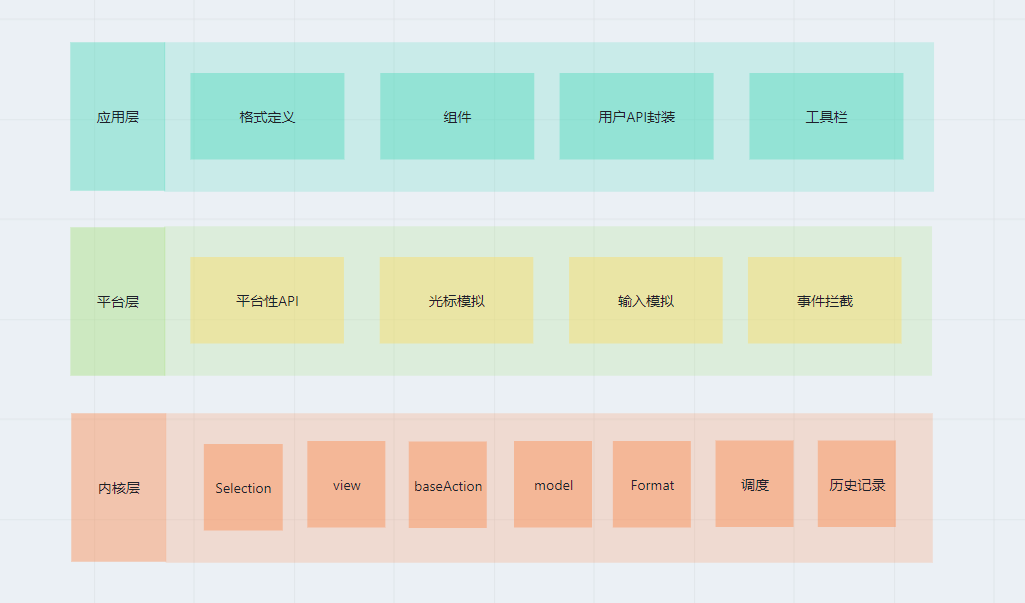 应用层
格式定义
组件
用户API封装
工具栏
平台层
平台性API
光标模拟
输入模拟
事件拦截
内核层
Selection
view
baseAction
model
Format
调度
历史记录